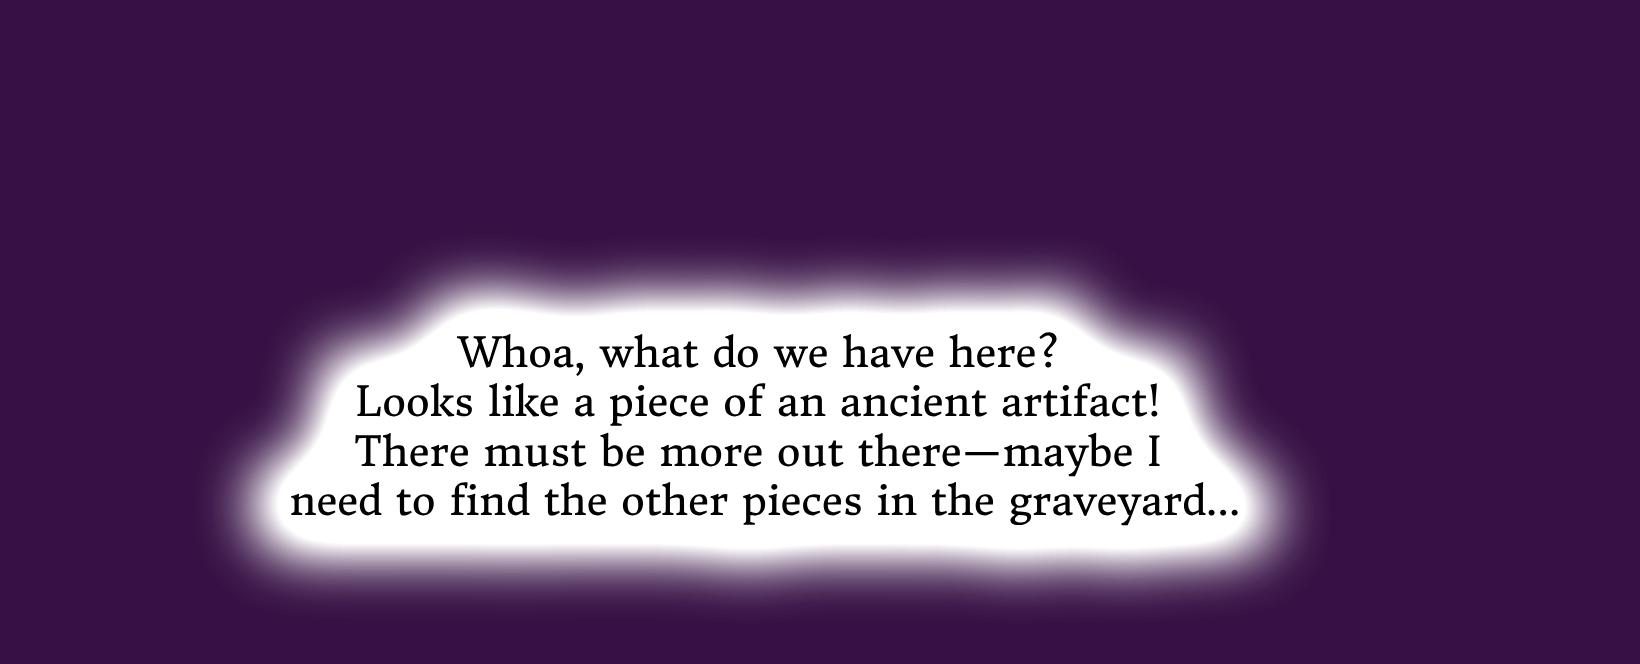 Whoa, what do we have here?
Looks like a piece of an ancient artifact!
There must be more out there—maybe I
need to find the other pieces in the graveyard...